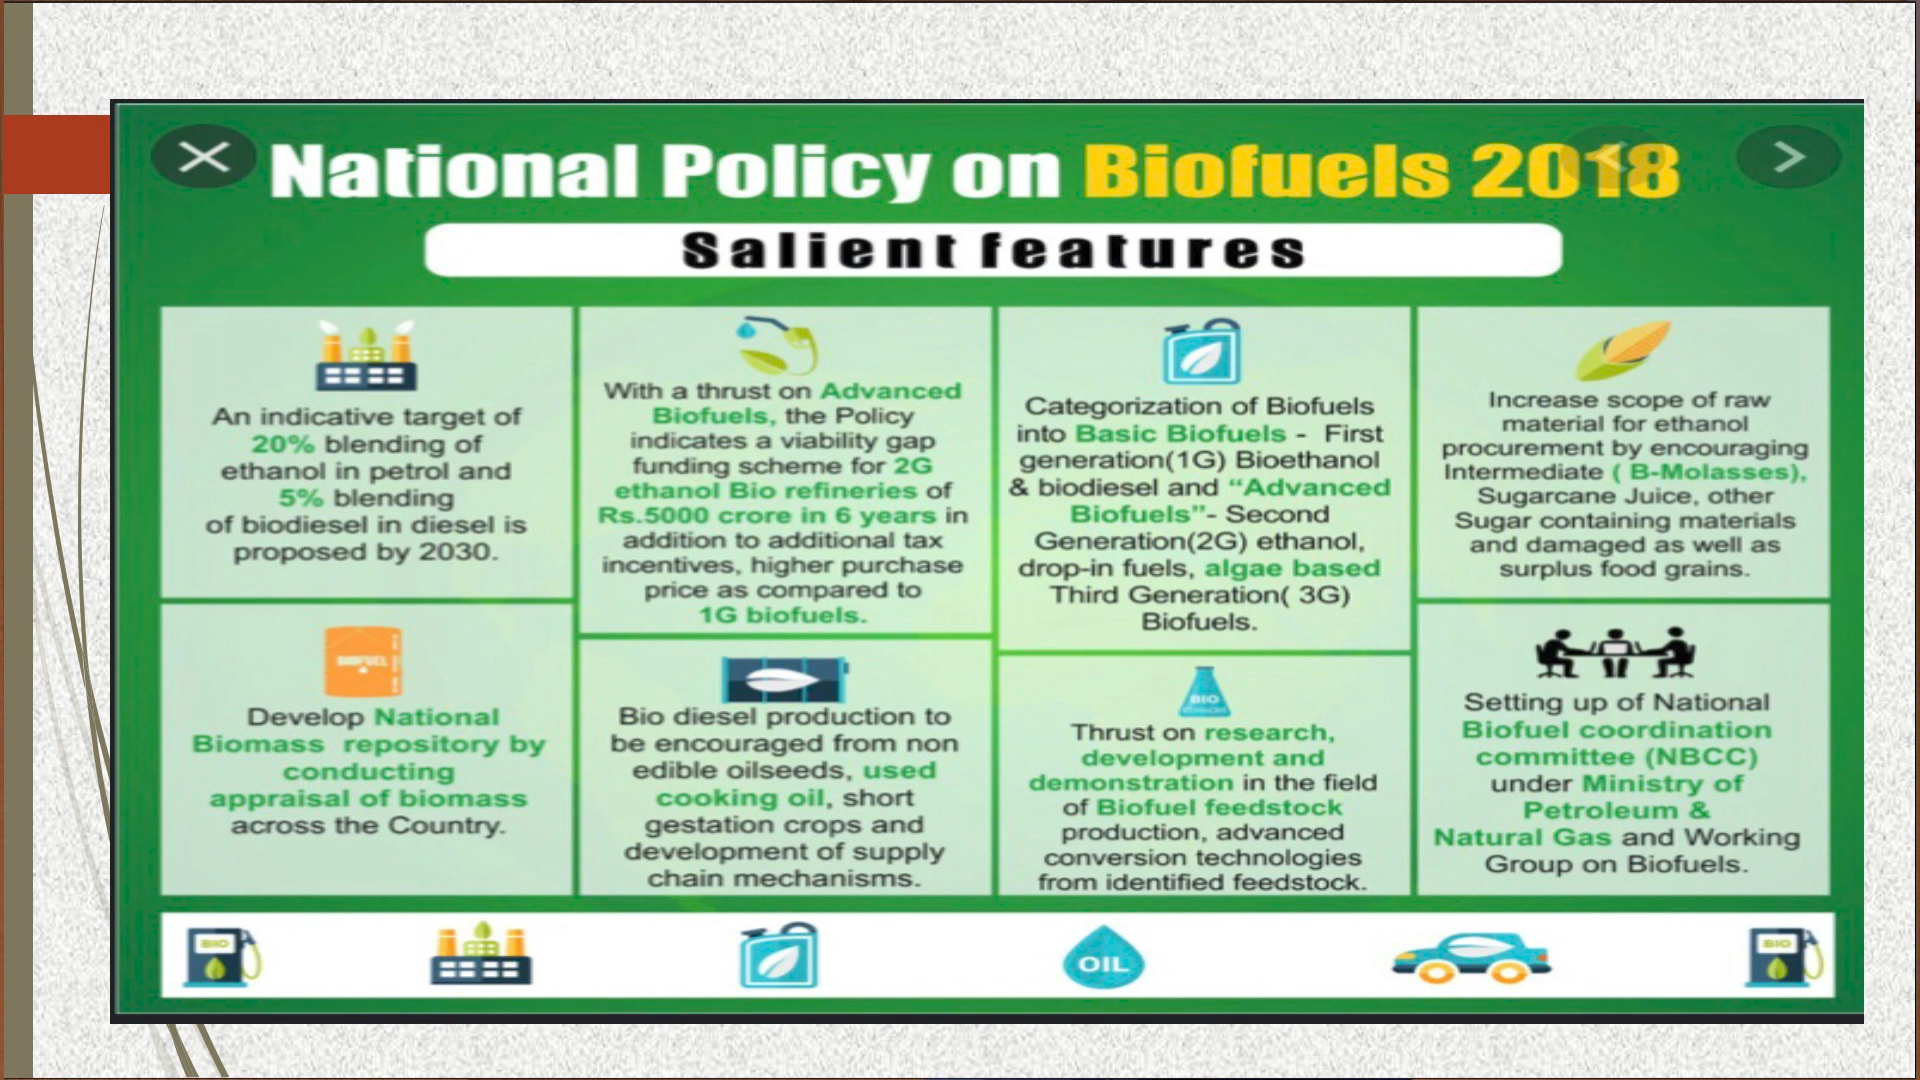 National Policy on Biofuels 2018
Salient features
An indicative target of
20% blending of
ethanol in petrol and
5% blending
of biodiesel in diesel is
proposed by 2030.
With a thrust on Advanced
Biofuels, the Policy
indicates a viability gap
funding scheme for 2G
ethanol Bio refineries of
Rs.5000 crore in 6 years in
addition to additional tax
incentives, higher purchase
price as compared to
1G biofuels.
Categorization of Biofuels
into Basic Biofuels - First
generation(1G) Bioethanol
& biodiesel and “Advanced
Biofuels”- Second
Generation(2G) ethanol,
drop-in fuels, algae based
Third Generation( 3G)
Biofuels.
Increase scope of raw
material for ethanol
procurement by encouraging
Intermediate ( B-Molasses),
Sugarcane Juice, other
Sugar containing materials
and damaged as well as
surplus food grains.
BIOFUEL
Develop National
Biomass repository by
conducting
appraisal of biomass
across the Country.
Bio diesel production to
be encouraged from non
edible oilseeds, used
cooking oil, short
gestation crops and
development of supply
chain mechanisms.
BIO
Thrust on research,
development and
demonstration in the field
of Biofuel feedstock
production, advanced
conversion technologies
from identified feedstock.
Setting up of National
Biofuel coordination
committee (NBCC)
under Ministry of
Petroleum &
Natural Gas and Working
Group on Biofuels.
BIO
OIL
BIO